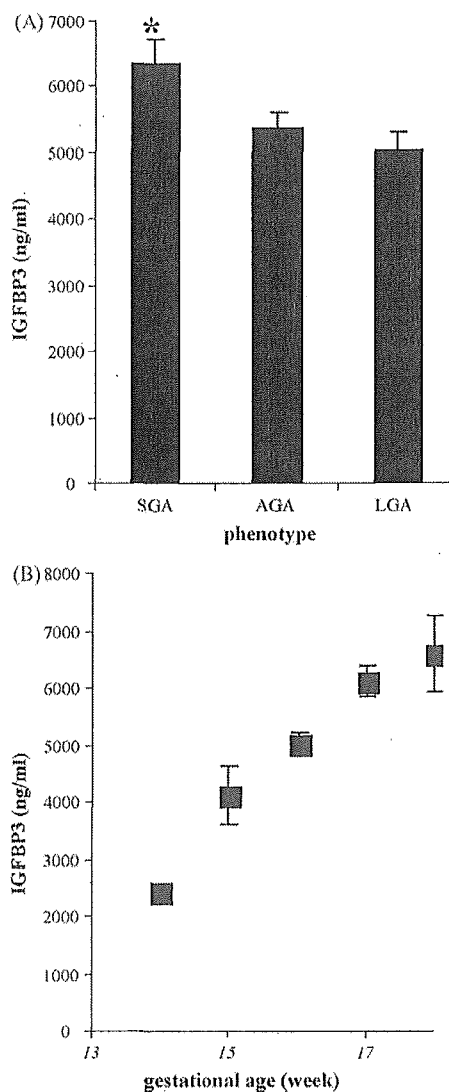 (A)
*
7000
6000
5000
4000
3000
2000
1000
0
IGFBP3 (ng/ml)
SGA AGA LGA
phenotype
(B)
8000
7000
6000
5000
4000
3000
2000
1000
0
IGFBP3 (ng/ml)
13 15 17
gestational age (week)